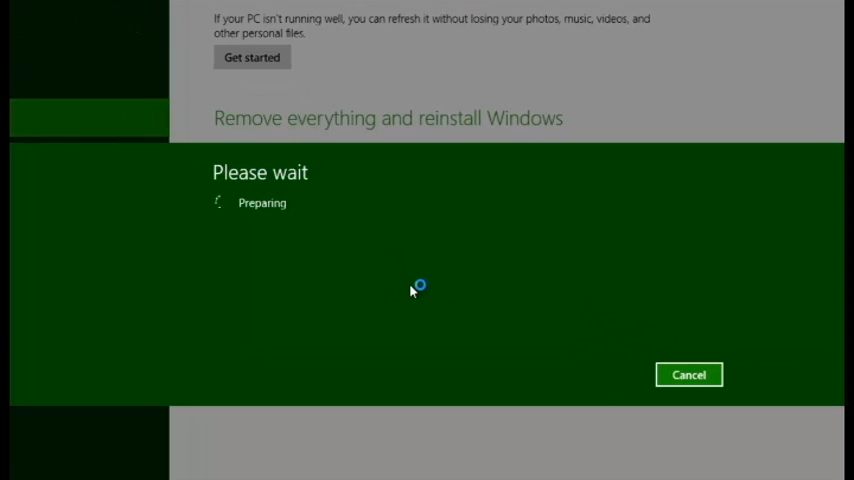 If your PC isn't running well, you can refresh it without losing your photos, music, videos, and
other personal files.
Get started
Remove everything and reinstall Windows
Please wait
Preparing
Cancel